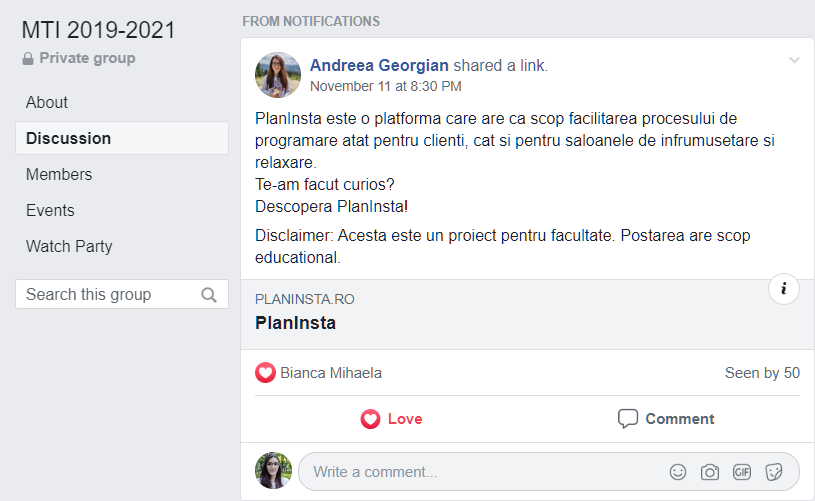 MTI 2019-2021
Private group
About
Discussion
Members
Events
Watch Party
Search this group
FROM NOTIFICATIONS
Andreea Georgian shared a link.
November 11 at 8:30 PM
PlanInsta este o platforma care are ca scop facilitarea procesului de
programare atat pentru clienti, cat si pentru saloanele de infrumusetare si
relaxare.
Te-am facut curios?
Descopera PlanInsta!
Disclaimer: Acesta este un proiect pentru facultate. Postarea are scop
educational.
PLANINSTA.RO
PlanInsta
Bianca Mihaela
Seen by 50
Love
Comment
Write a comment...
GIF